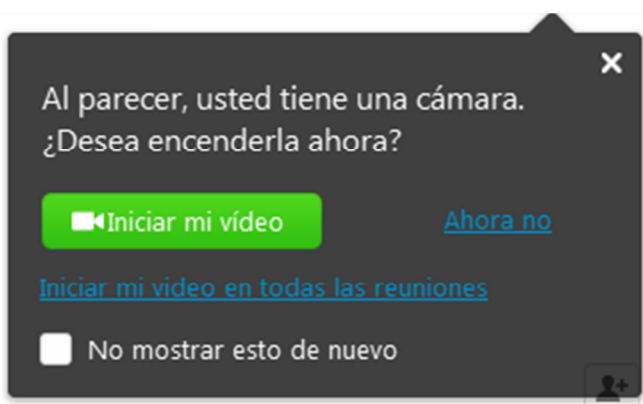 Al parecer, usted tiene una cámara.
¿Desea encenderla ahora?
Iniciar mi vídeo
Ahora no
Iniciar mi video en todas las reuniones
No mostrar esto de nuevo